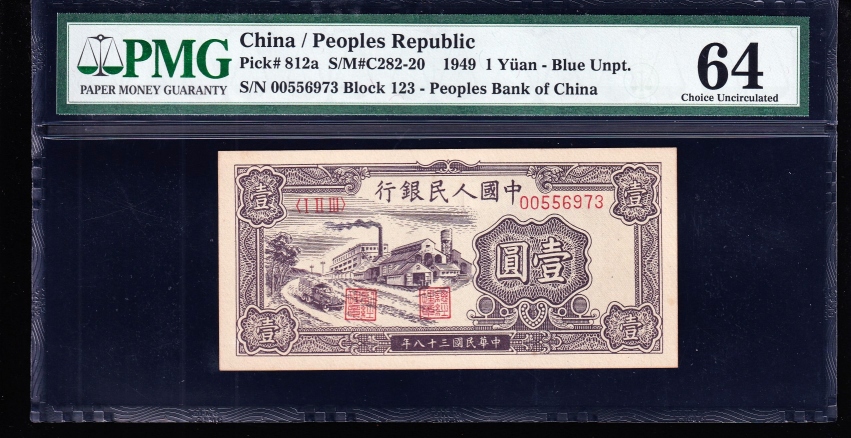 PMG
PAPER MONEY GUARANTY
China / Peoples Republic
Pick# 812a S/M#C282-20 1949 1 Yüan - Blue Unpt.
S/N 00556973 Block 123 - Peoples Bank of China
64
Choice Uncirculated
行銀民人國中
壹
壹
〈I II III〉
00556973
圓壹
壹
壹
年八十三國民華中